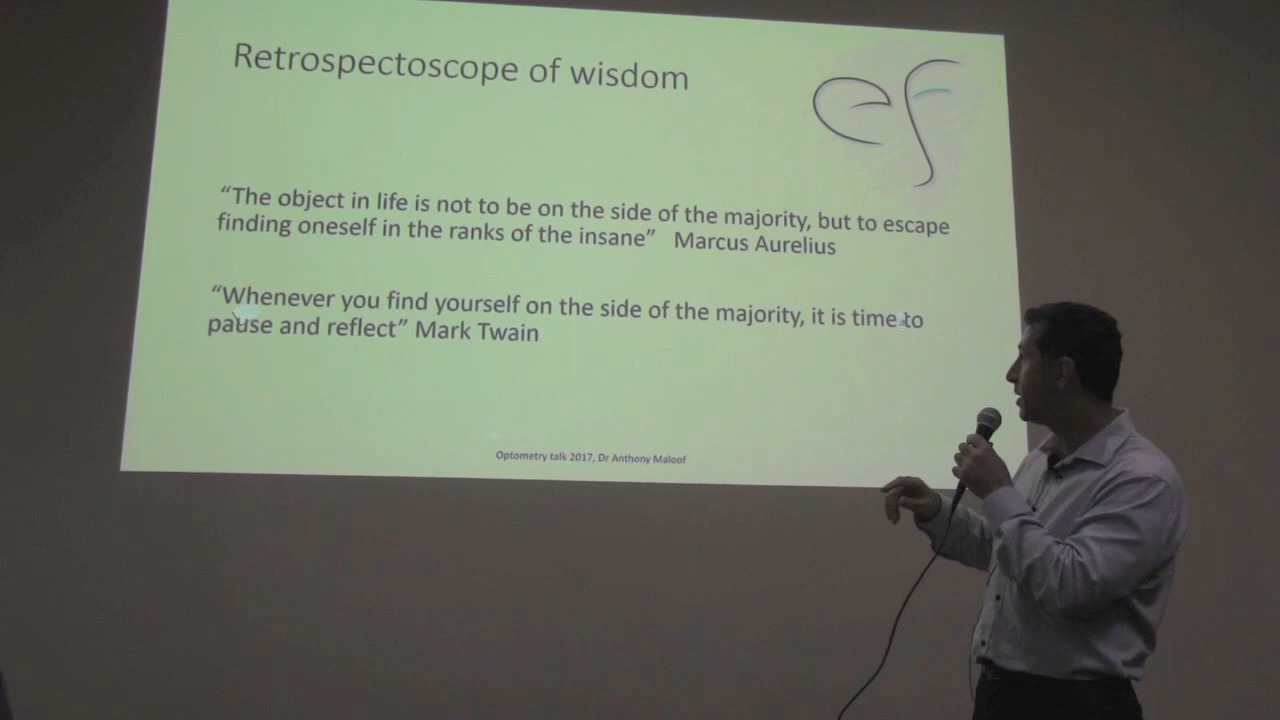 Retrospectoscope of wisdom
ef
“The object in life is not to be on the side of the majority, but to escape
finding oneself in the ranks of the insane” Marcus Aurelius
“Whenever you find yourself on the side of the majority, it is time to
pause and reflect” Mark Twain
Optometry talk 2017, Dr Anthony Maloof